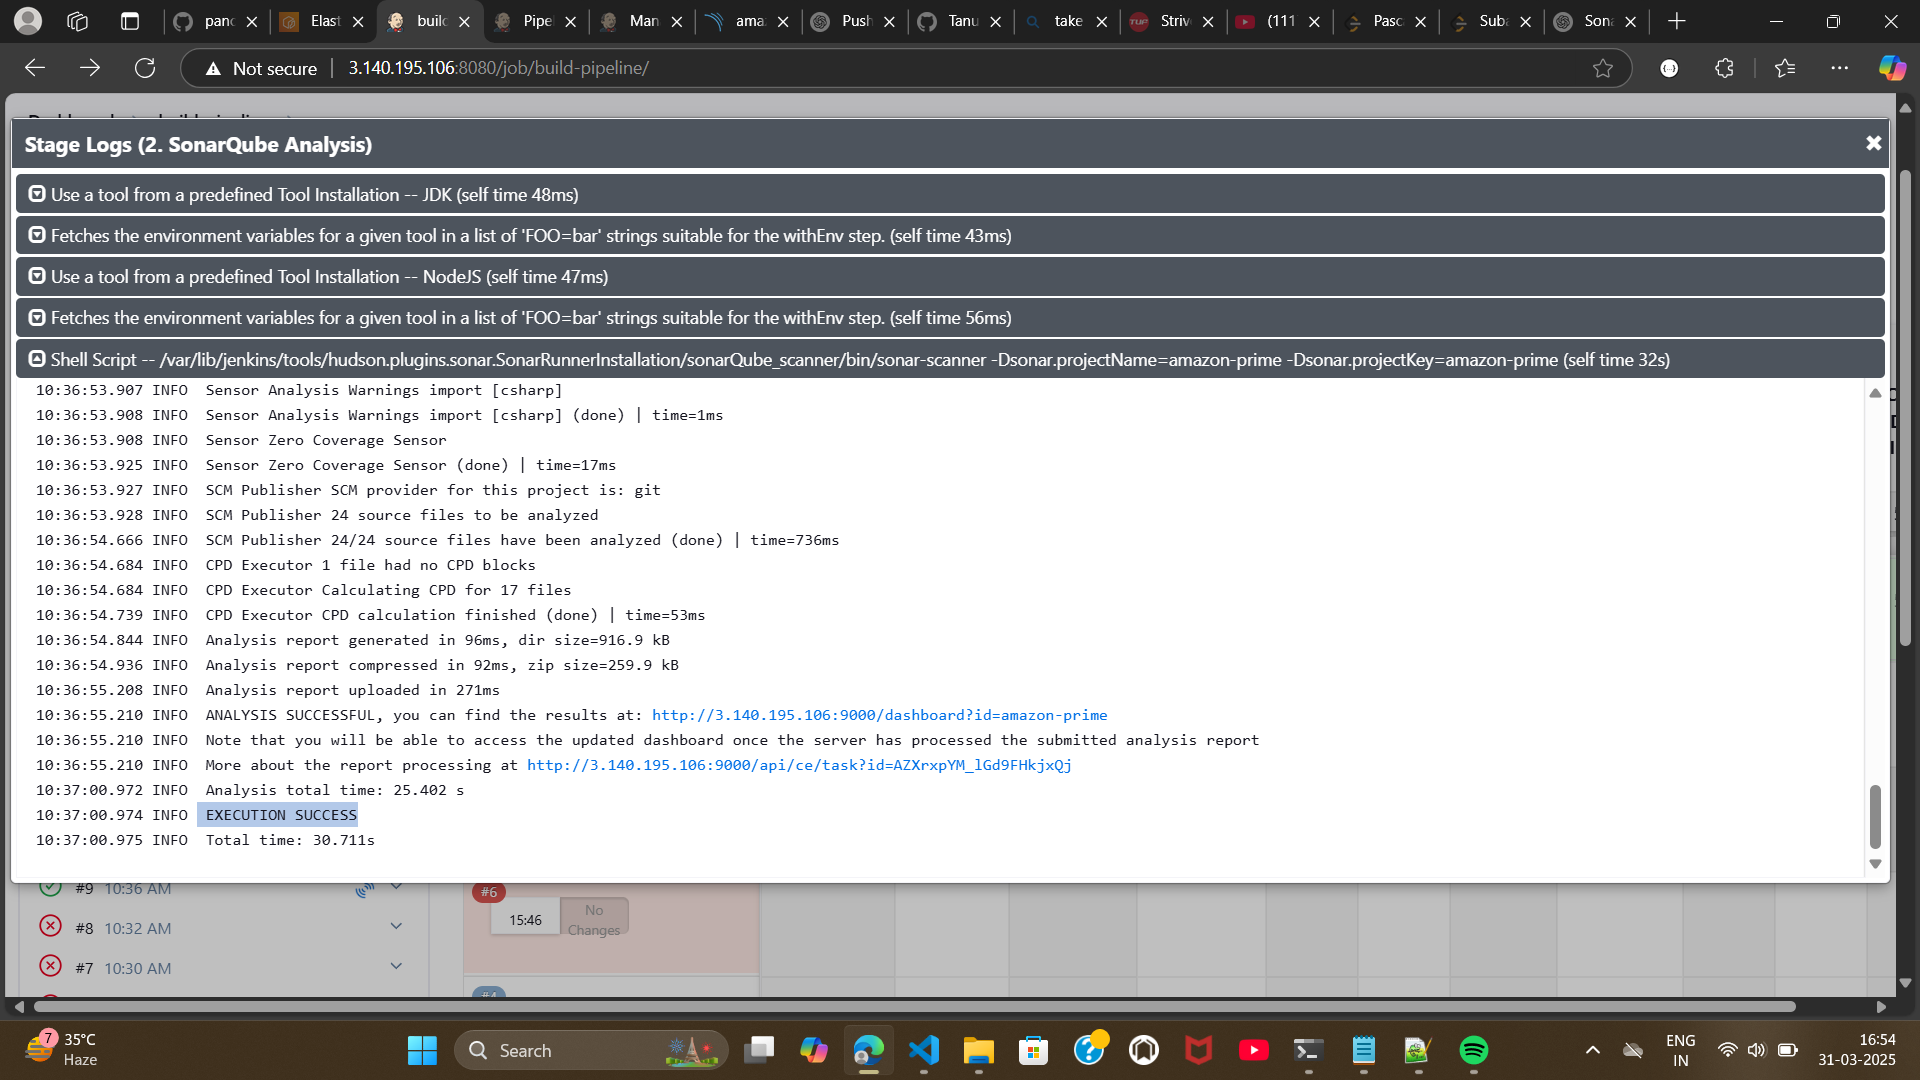 panc
Elast
builc
Pipel
Man
ama:
Push
Tanu
take
Strive
(111
Pasca
Suba
Sona
Not secure
3.140.195.106:8080/job/build-pipeline/
Stage Logs (2. SonarQube Analysis)
Use a tool from a predefined Tool Installation -- JDK (self time 48ms)
Fetches the environment variables for a given tool in a list of 'FOO=bar' strings suitable for the withEnv step. (self time 43ms)
Use a tool from a predefined Tool Installation -- NodeJS (self time 47ms)
Fetches the environment variables for a given tool in a list of 'FOO=bar' strings suitable for the withEnv step. (self time 56ms)
Shell Script -- /var/lib/jenkins/tools/hudson.plugins.sonar.SonarRunnerInstallation/sonarQube_scanner/bin/sonar-scanner -Dsonar.projectName=amazon-prime -Dsonar.projectKey=amazon-prime (self time 32s)
10:36:53.907 INFO  Sensor Analysis Warnings import [csharp]
10:36:53.908 INFO  Sensor Analysis Warnings import [csharp] (done) | time=1ms
10:36:53.908 INFO  Sensor Zero Coverage Sensor
10:36:53.925 INFO  Sensor Zero Coverage Sensor (done) | time=17ms
10:36:53.927 INFO  SCM Publisher SCM provider for this project is: git
10:36:53.928 INFO  SCM Publisher 24 source files to be analyzed
10:36:54.666 INFO  SCM Publisher 24/24 source files have been analyzed (done) | time=736ms
10:36:54.684 INFO  CPD Executor 1 file had no CPD blocks
10:36:54.684 INFO  CPD Executor Calculating CPD for 17 files
10:36:54.739 INFO  CPD Executor CPD calculation finished (done) | time=53ms
10:36:54.844 INFO  Analysis report generated in 96ms, dir size=916.9 kB
10:36:54.936 INFO  Analysis report compressed in 92ms, zip size=259.9 kB
10:36:55.208 INFO  Analysis report uploaded in 271ms
10:36:55.210 INFO  ANALYSIS SUCCESSFUL, you can find the results at: http://3.140.195.106:9000/dashboard?id=amazon-prime
10:36:55.210 INFO  Note that you will be able to access the updated dashboard once the server has processed the submitted analysis report
10:36:55.210 INFO  More about the report processing at http://3.140.195.106:9000/api/ce/task?id=AZXrxpYM_lGd9FHkjxQj
10:37:00.972 INFO  Analysis total time: 25.402 s
10:37:00.974 INFO  EXECUTION SUCCESS
10:37:00.975 INFO  Total time: 30.711s
#9 10:36 AM
#8 10:32 AM
#7 10:30 AM
#6
15:46
No
Changes
#4
7
35°C
Haze
Search
ENG
IN
16:54
31-03-2025